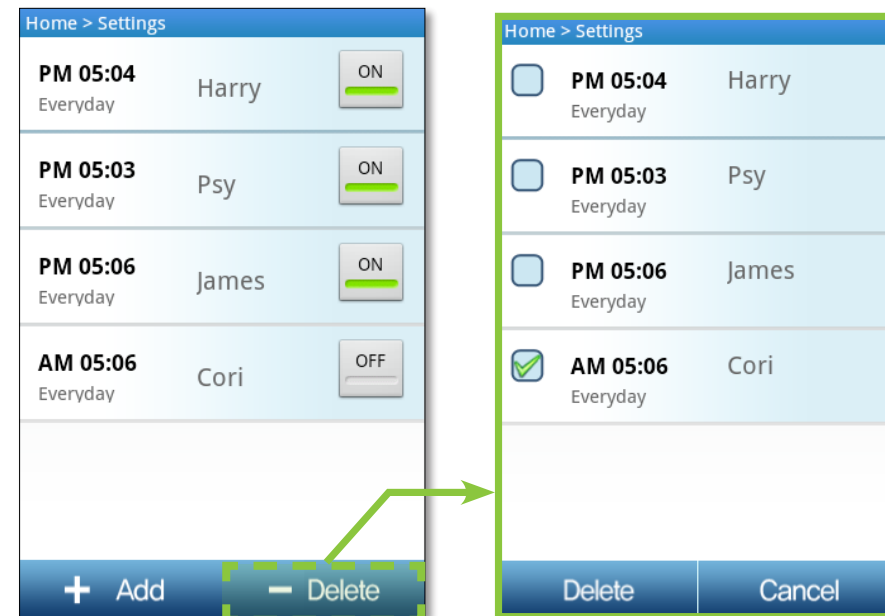 Home > Settings
PM 05:04
Harry
ON
Everyday
PM 05:03
Psy
ON
Everyday
PM 05:06
James
ON
Everyday
AM 05:06
Cori
OFF
Everyday
+ Add
− Delete
Home > Settings
PM 05:04
Harry
Everyday
PM 05:03
Psy
Everyday
PM 05:06
James
Everyday
AM 05:06
Cori
Everyday
Delete
Cancel